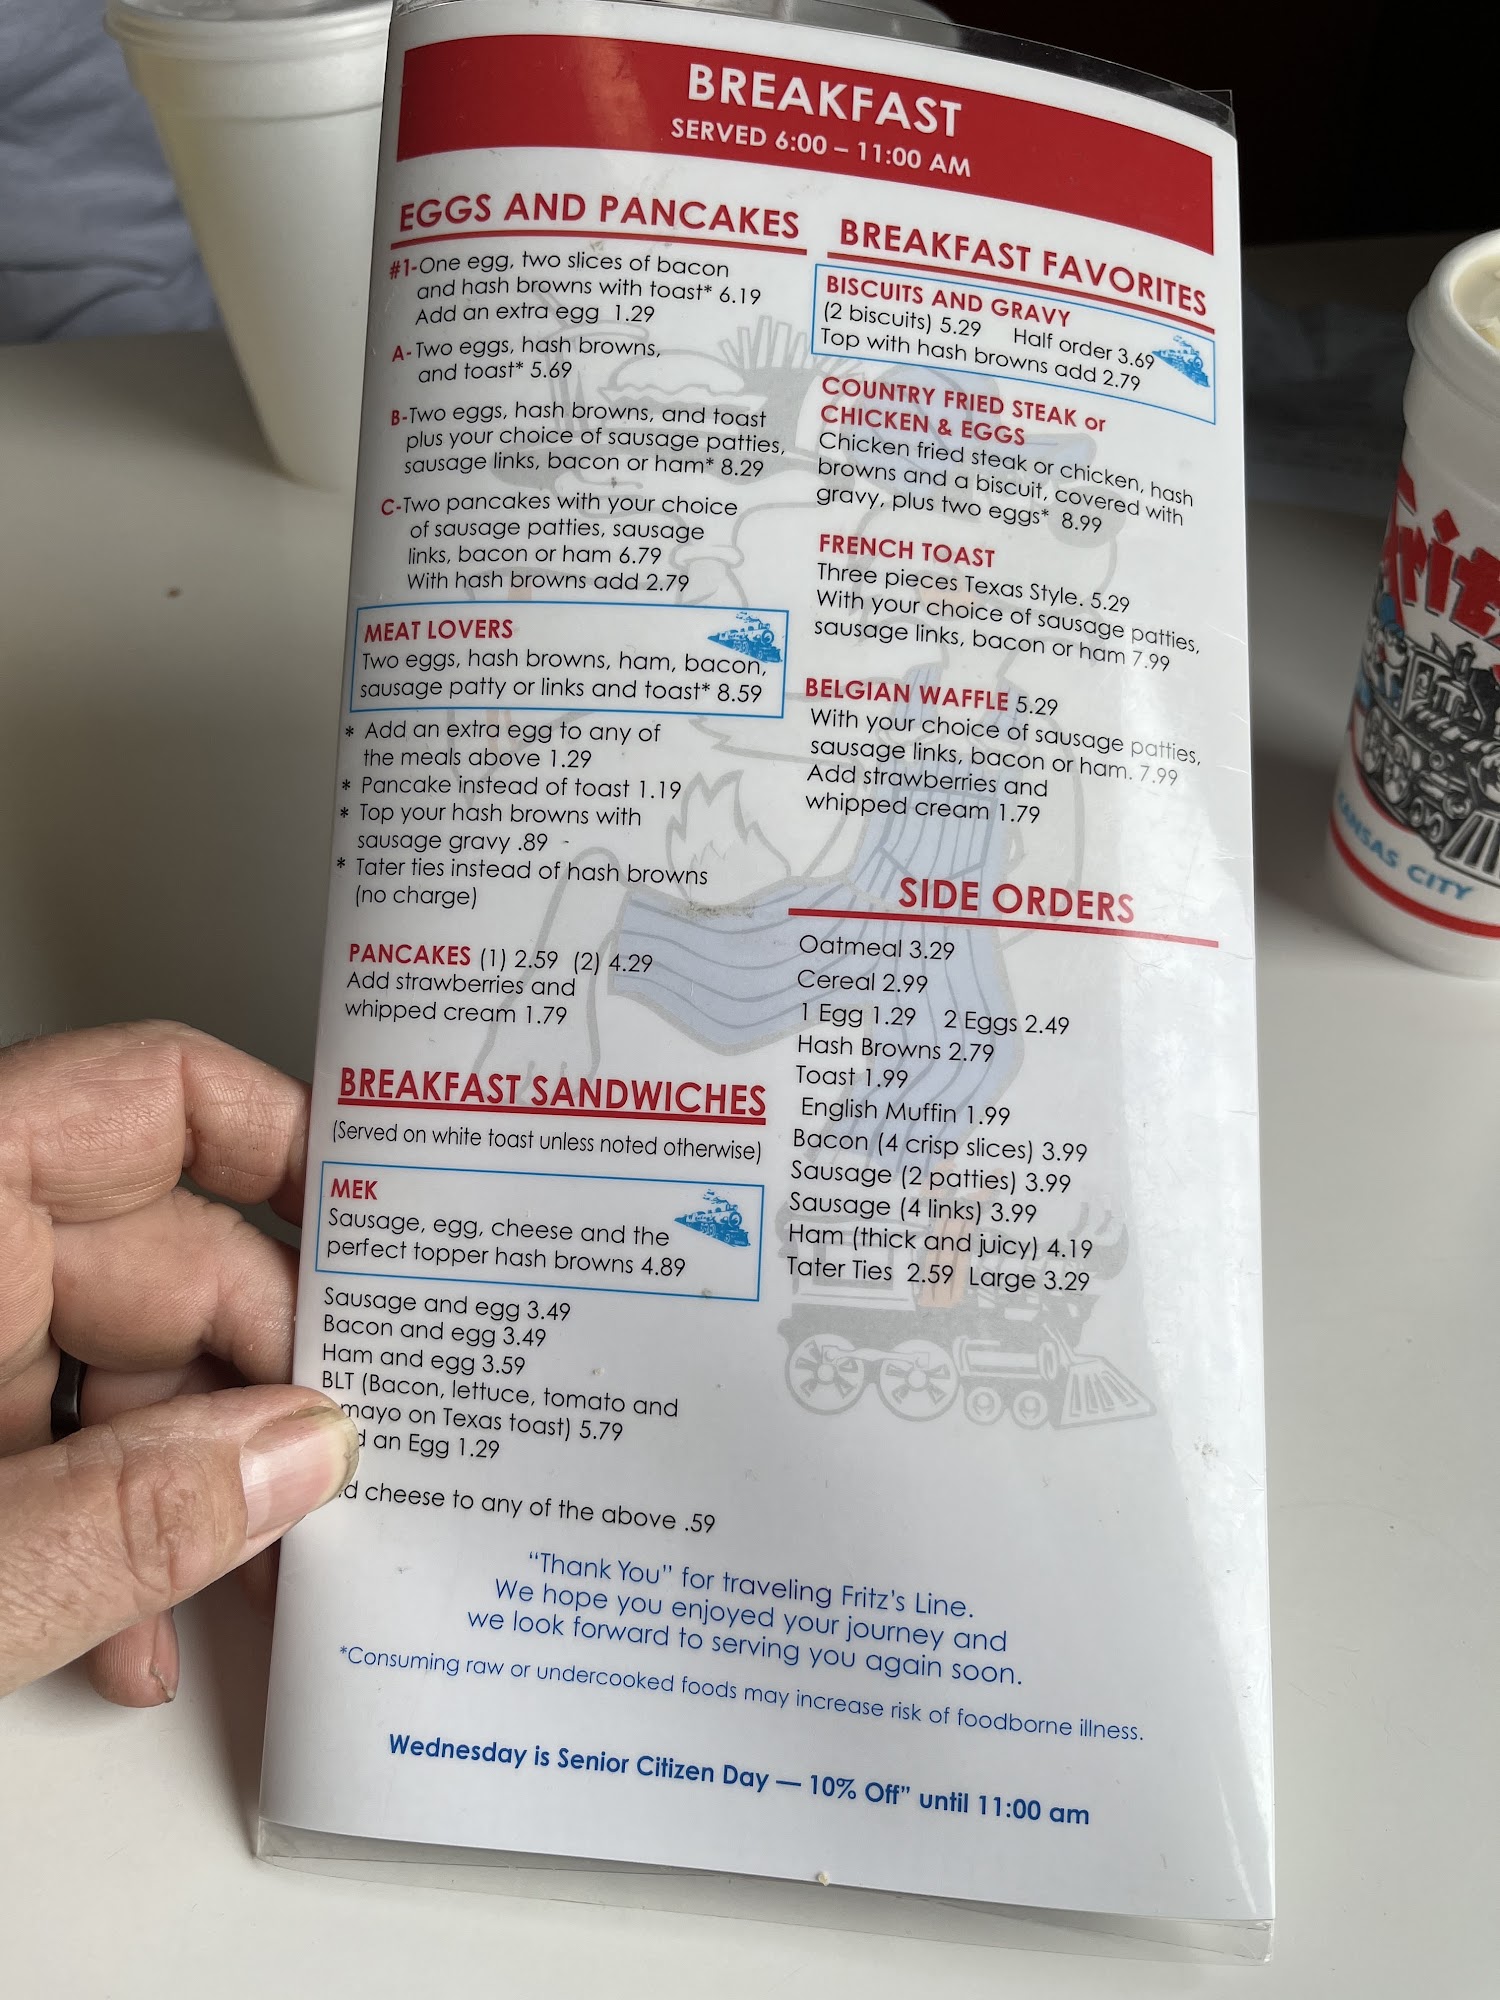 BREAKFAST
SERVED 6:00 – 11:00 AM
EGGS AND PANCAKES
#1-One egg, two slices of bacon
and hash browns with toast* 6.19
Add an extra egg 1.29
A-Two eggs, hash browns,
and toast* 5.69
B-Two eggs, hash browns, and toast
plus your choice of sausage patties,
sausage links, bacon or ham* 8.29
C-Two pancakes with your choice
of sausage patties, sausage
links, bacon or ham 6.79
With hash browns add 2.79
MEAT LOVERS
Two eggs, hash browns, ham, bacon,
sausage patty or links and toast* 8.59
* Add an extra egg to any of
the meals above 1.29
* Pancake instead of toast 1.19
* Top your hash browns with
sausage gravy .89 -
* Tater ties instead of hash browns
(no charge)
PANCAKES (1) 2.59 (2) 4.29
Add strawberries and
whipped cream 1.79
BREAKFAST SANDWICHES
(Served on white toast unless noted otherwise)
MEK
Sausage, egg, cheese and the
perfect topper hash browns 4.89
Sausage and egg 3.49
Bacon and egg 3.49
Ham and egg 3.59
BLT (Bacon, lettuce, tomato and
mayo on Texas toast) 5.79
d an Egg 1.29
d cheese to any of the above .59
BREAKFAST FAVORITES
BISCUITS AND GRAVY
(2 biscuits) 5.29 Half order 3.69
Top with hash browns add 2.79
COUNTRY FRIED STEAK or
CHICKEN & EGGS
Chicken fried steak or chicken, hash
browns and a biscuit, covered with
gravy, plus two eggs* 8.99
FRENCH TOAST
Three pieces Texas Style. 5.29
With your choice of sausage patties,
sausage links, bacon or ham 7.99
BELGIAN WAFFLE 5.29
With your choice of sausage patties,
sausage links, bacon or ham. 7.99
Add strawberries and
whipped cream 1.79
SIDE ORDERS
Oatmeal 3.29
Cereal 2.99
1 Egg 1.29 2 Eggs 2.49
Hash Browns 2.79
Toast 1.99
English Muffin 1.99
Bacon (4 crisp slices) 3.99
Sausage (2 patties) 3.99
Sausage (4 links) 3.99
Ham (thick and juicy) 4.19
Tater Ties 2.59 Large 3.29
"Thank You" for traveling Fritz's Line.
We hope you enjoyed your journey and
we look forward to serving you again soon.
*Consuming raw or undercooked foods may increase risk of foodborne illness.
Wednesday is Senior Citizen Day — 10% Off" until 11:00 am
Fritz
KANSAS CITY